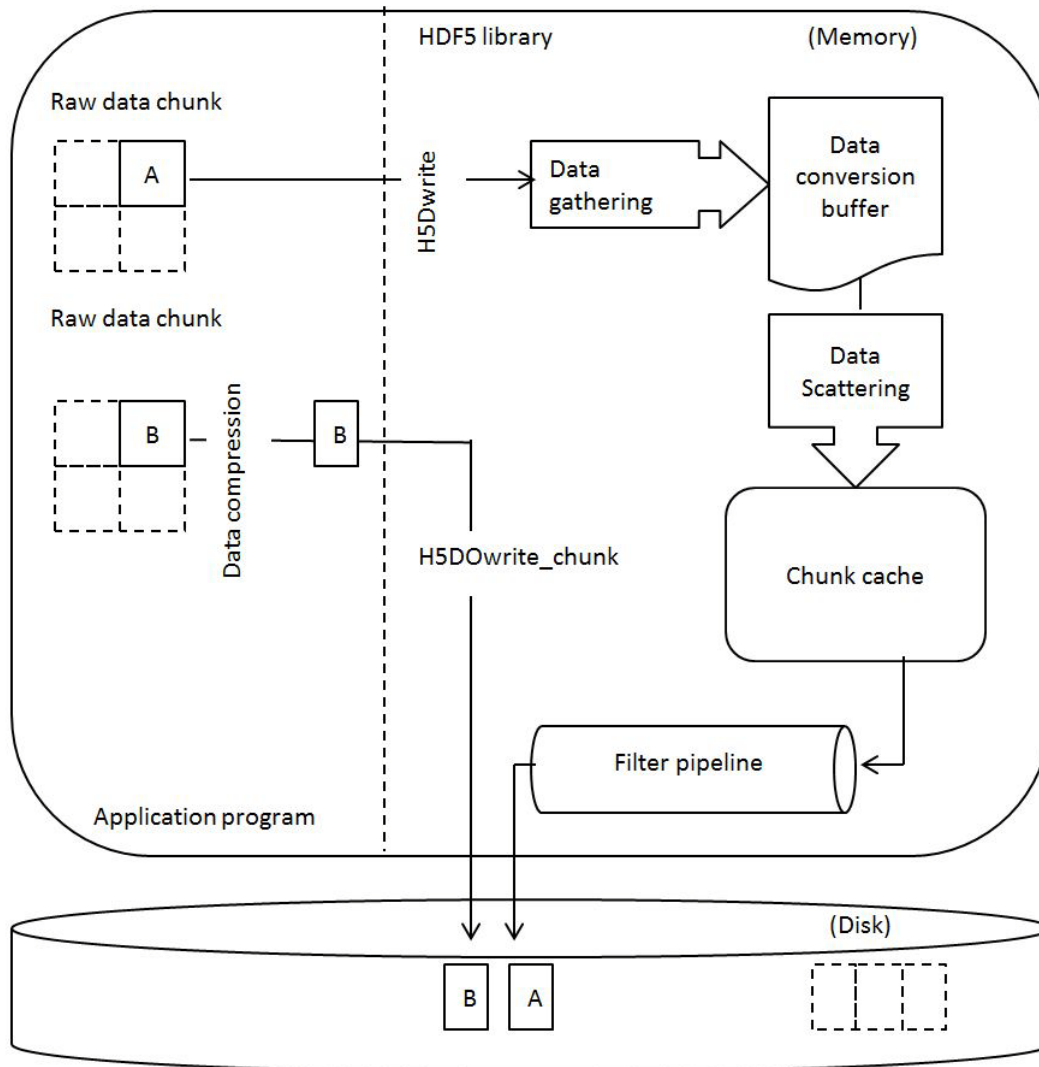 HDF5 library
(Memory)
Raw data chunk
A
H5Dwrite
Data
gathering
Data
conversion
buffer
Raw data chunk
B
Data compression
B
Data
Scattering
H5DOwrite_chunk
Chunk cache
Filter pipeline
Application program
(Disk)
B
A